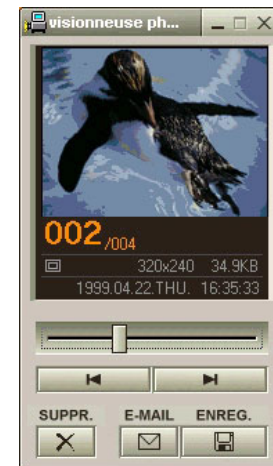 visionneuse ph...
002/004
320x240 34.9KB
1999.04.22.THU. 16:35:33
SUPPR. E-MAIL ENREG.